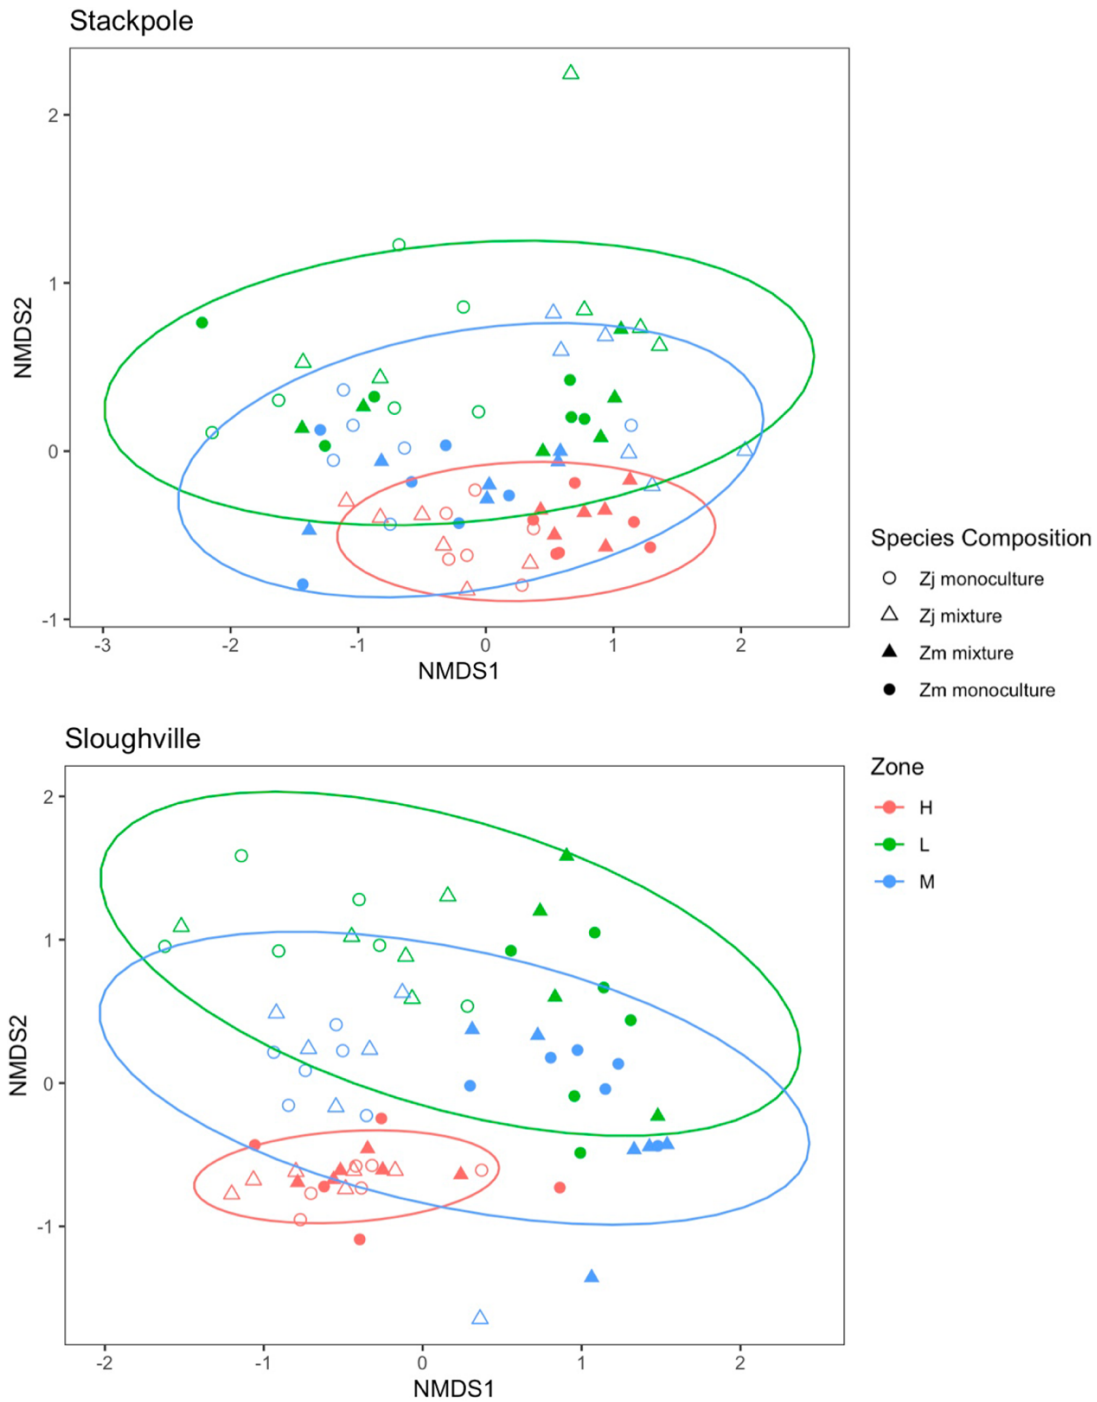 Stackpole
2
1
0
-1
NMDS2
-3 -2 -1 0 1 2
NMDS1
Species Composition
Zj monoculture
Zj mixture
Zm mixture
Zm monoculture
Sloughville
2
1
0
-1
NMDS2
-2 -1 0 1 2
NMDS1
Zone
H
L
M